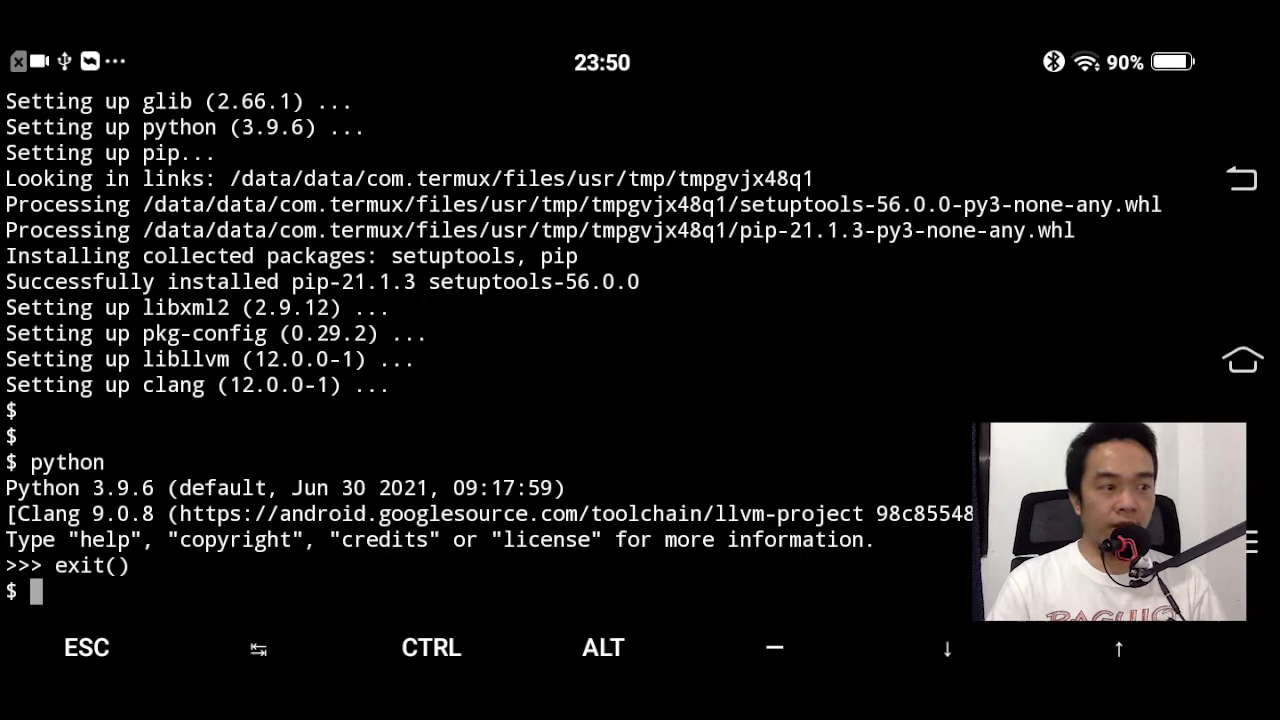 23:50
90%
Setting up glib (2.66.1) ...
Setting up python (3.9.6) ...
Setting up pip...
Looking in links: /data/data/com.termux/files/usr/tmp/tmpgvjx48q1
Processing /data/data/com.termux/files/usr/tmp/tmpgvjx48q1/setuptools-56.0.0-py3-none-any.whl
Processing /data/data/com.termux/files/usr/tmp/tmpgvjx48q1/pip-21.1.3-py3-none-any.whl
Installing collected packages: setuptools, pip
Successfully installed pip-21.1.3 setuptools-56.0.0
Setting up libxml2 (2.9.12) ...
Setting up pkg-config (0.29.2) ...
Setting up libllvm (12.0.0-1) ...
Setting up clang (12.0.0-1) ...
$
$
$ python
Python 3.9.6 (default, Jun 30 2021, 09:17:59)
[Clang 9.0.8 (https://android.googlesource.com/toolchain/llvm-project 98c85548
Type "help", "copyright", "credits" or "license" for more information.
>>> exit()
$
BAGUIO
ESC ↹ CTRL ALT — ↓ ↑